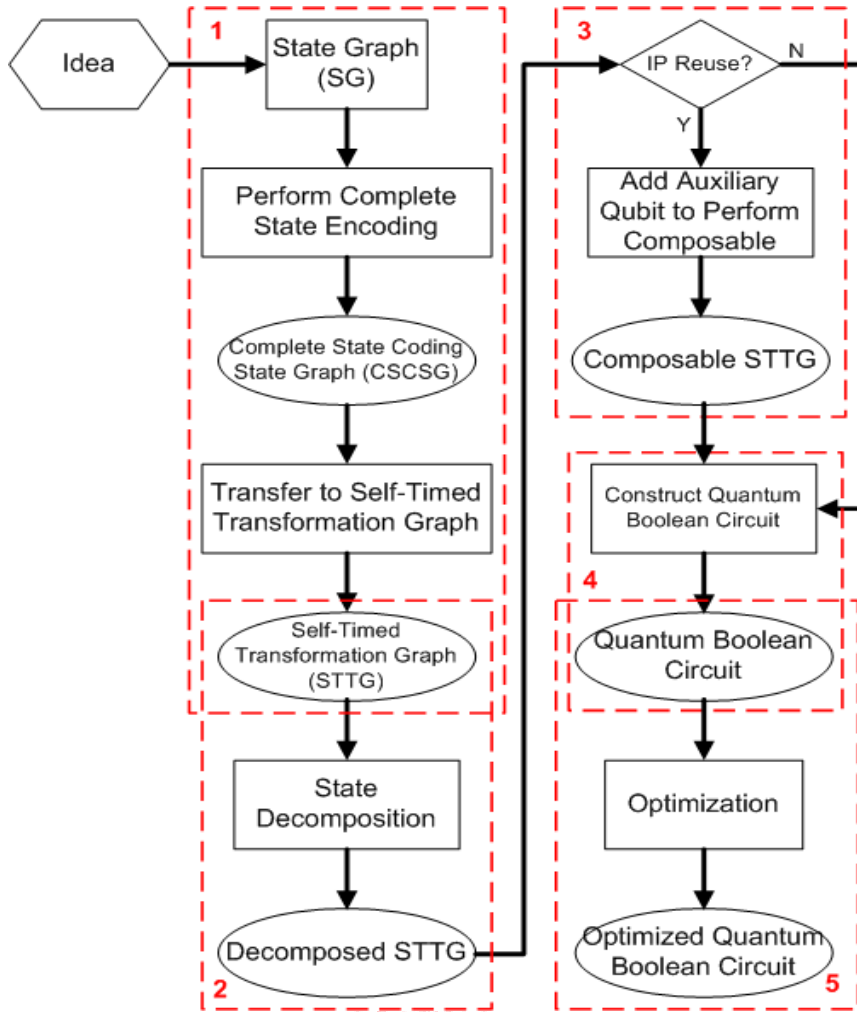 1
Idea
State Graph
(SG)
Perform Complete
State Encoding
Complete State Coding
State Graph (CSCSG)
Transfer to Self-Timed
Transformation Graph
Self-Timed
Transformation Graph
(STTG)
State
Decomposition
Decomposed STTG
2
3
IP Reuse?
N
Y
Add Auxiliary
Qubit to Perform
Composable
Composable STTG
Construct Quantum
Boolean Circuit
4
Quantum Boolean
Circuit
Optimization
Optimized Quantum
Boolean Circuit
5